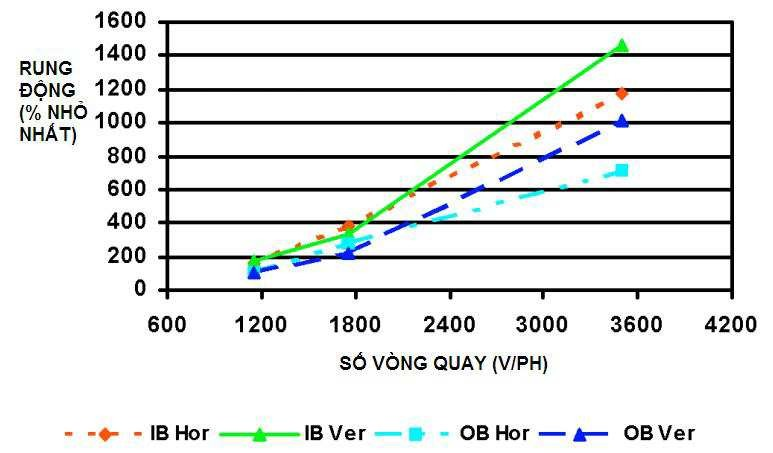 1600
1400
1200
1000
800
600
400
200
0
RUNG
ĐỘNG
(% NHỎ
NHẤT)
600 1200 1800 2400 3000 3600 4200
SỐ VÒNG QUAY (V/PH)
IB Hor IB Ver OB Hor OB Ver